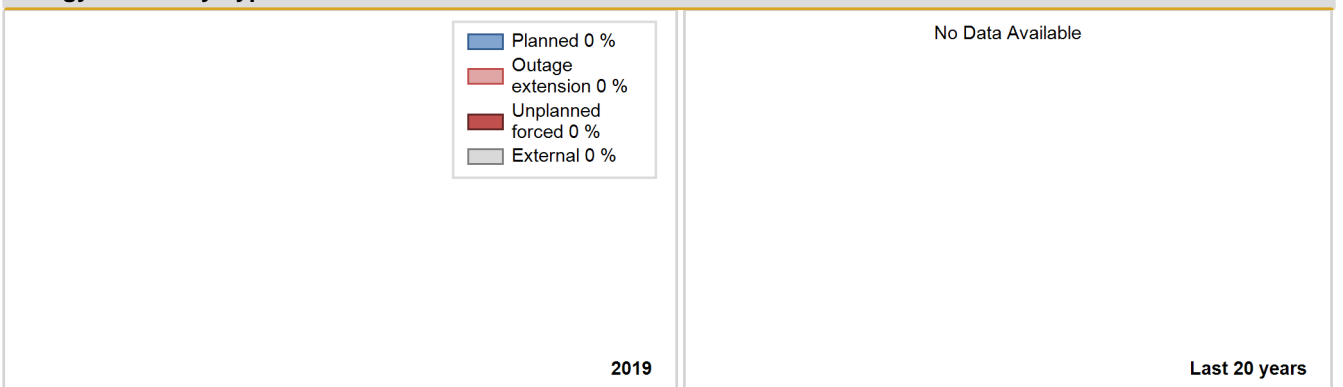 Planned 0 %
Outage
extension 0 %
Unplanned
forced 0 %
External 0 %
2019
No Data Available
Last 20 years